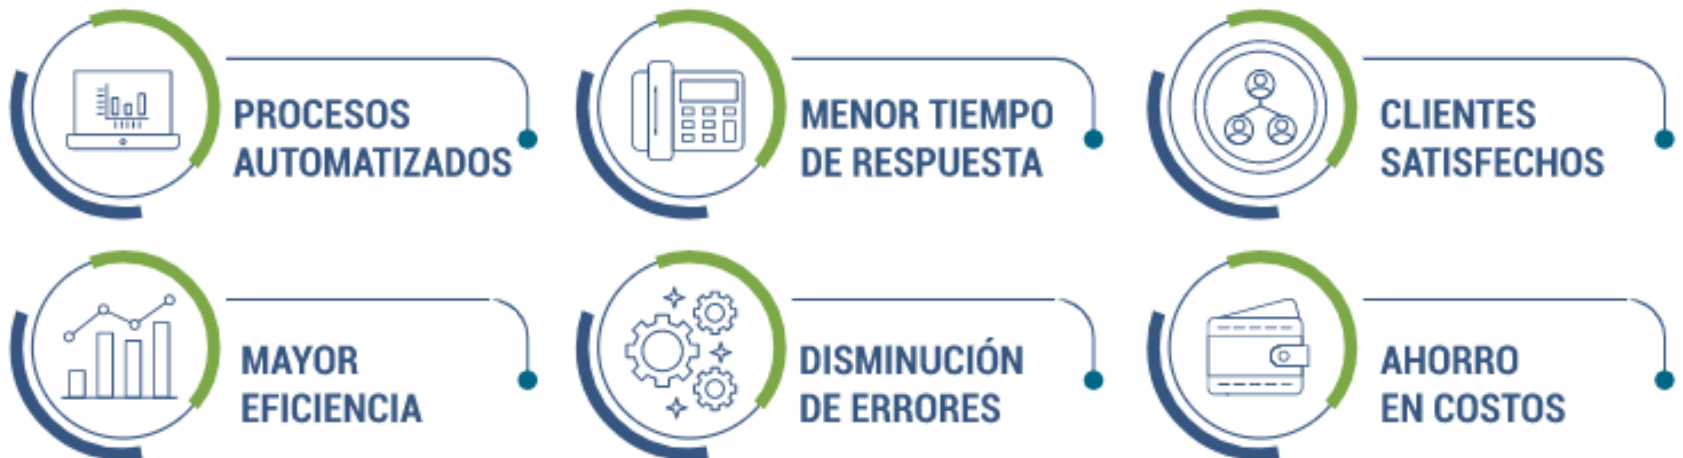 PROCESOS
AUTOMATIZADOS
MENOR TIEMPO
DE RESPUESTA
CLIENTES
SATISFECHOS
MAYOR
EFICIENCIA
DISMINUCIÓN
DE ERRORES
AHORRO
EN COSTOS